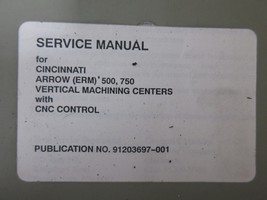 SERVICE MANUAL
for
CINCINNATI
ARROW (ERM) 500, 750
VERTICAL MACHINING CENTERS
with
CNC CONTROL
PUBLICATION NO. 91203697-001